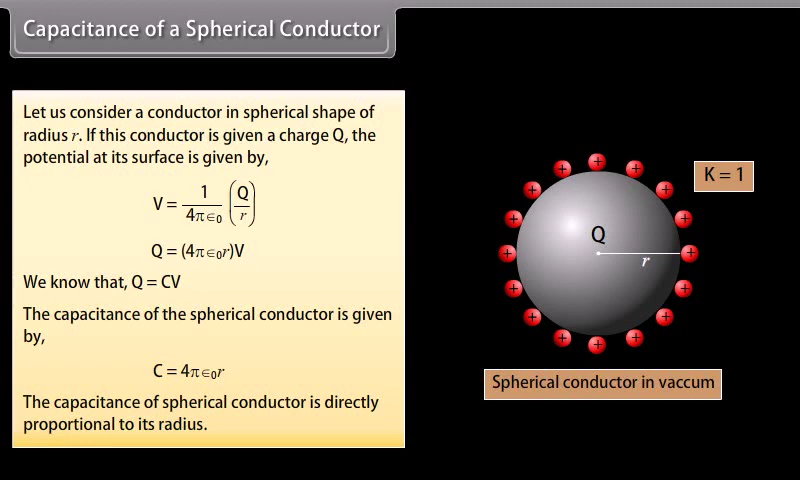 Capacitance of a Spherical Conductor
Let us consider a conductor in spherical shape of
radius r. If this conductor is given a charge Q, the
potential at its surface is given by,
V = 1/4π∈₀ (Q/r)
Q = (4π∈₀r)V
We know that, Q = CV
The capacitance of the spherical conductor is given
by,
C = 4π∈₀r
The capacitance of spherical conductor is directly
proportional to its radius.
K = 1
+ + + + + + + + + + + + + + + +
Q
r
Spherical conductor in vaccum